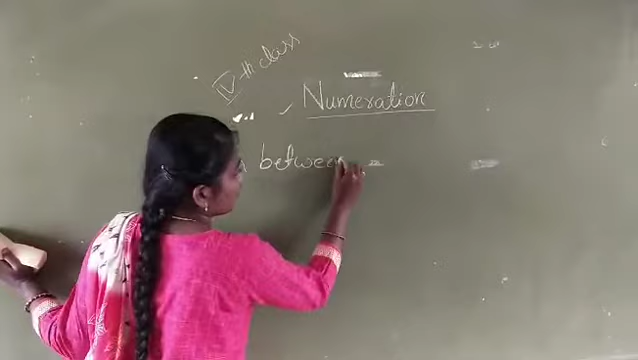 IV th class
Numeration
between